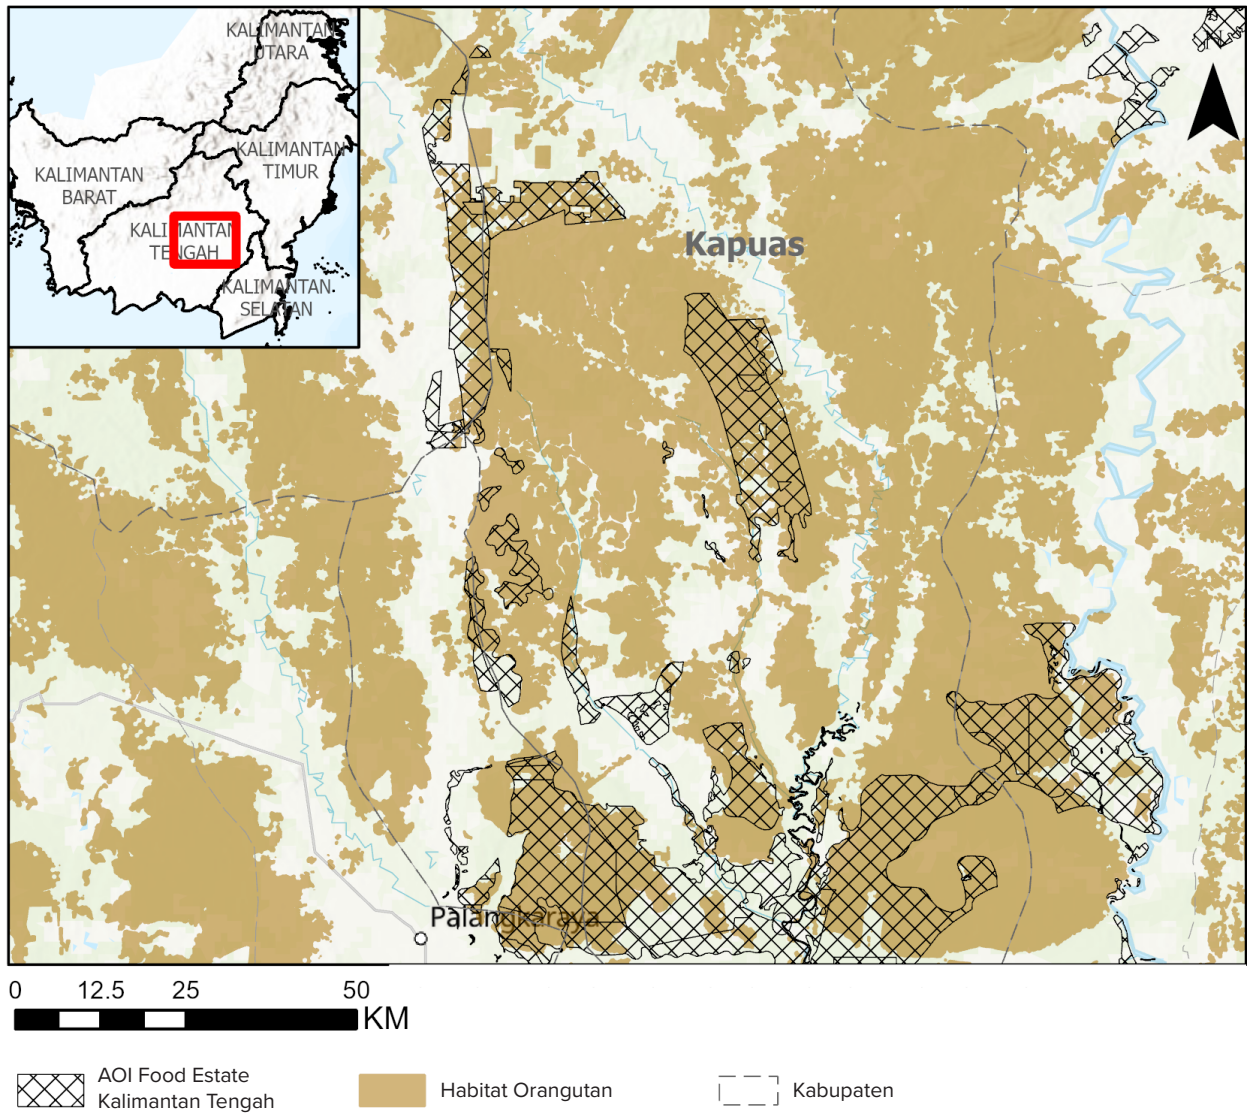 KALIMANTAN
UTARA
KALIMANTAN
TIMUR
KALIMANTAN
BARAT
KALIMANTAN
TENGAH
KALIMANTAN
SELATAN
N
Kapuas
Palangkaraya
0 12.5 25 50
KM
AOI Food Estate
Kalimantan Tengah
Habitat Orangutan
Kabupaten